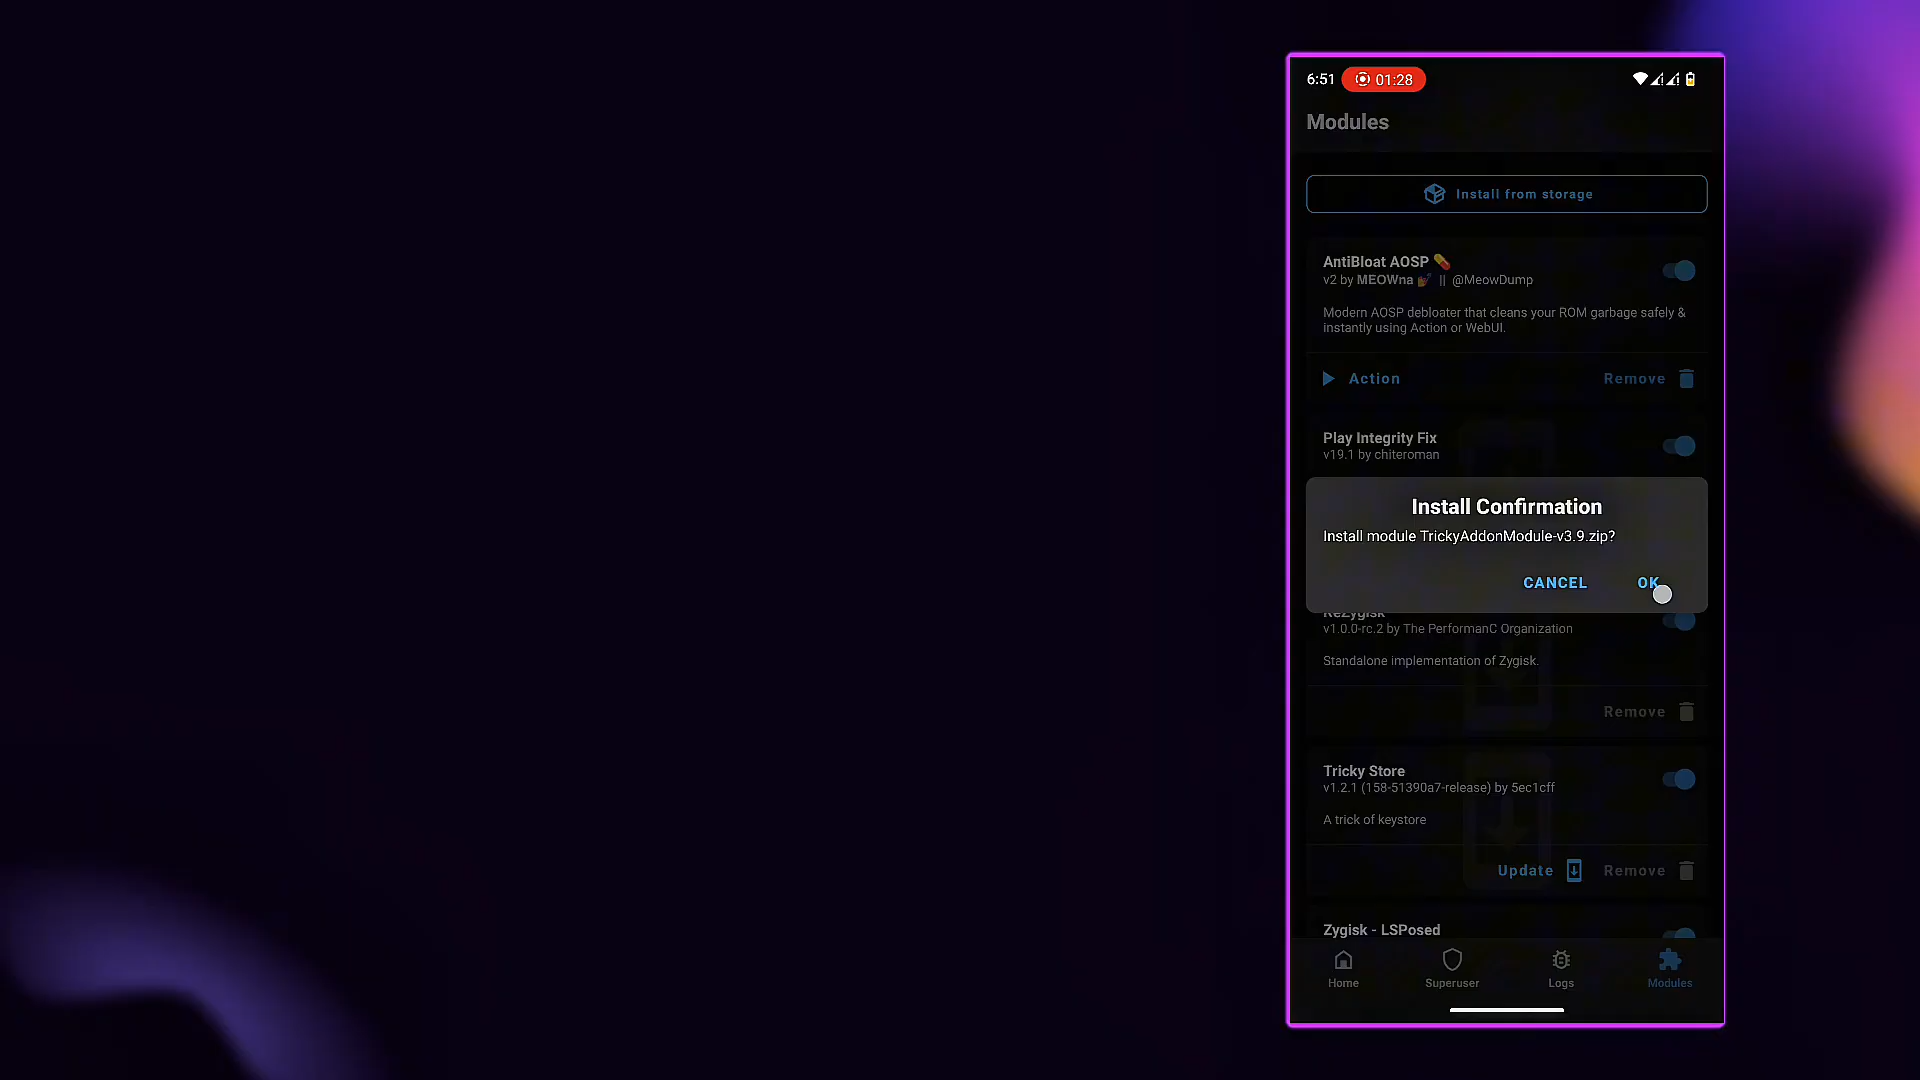 6:51 01:28
Modules
Install from storage
AntiBloat AOSP 💊
v2 by MEOWna 💅 || @MeowDump
Modern AOSP debloater that cleans your ROM garbage safely &
instantly using Action or WebUI.
Action Remove
Play Integrity Fix
v19.1 by chiteroman
Install Confirmation
Install module TrickyAddonModule-v3.9.zip?
CANCEL OK
ReZygisk
v1.0.0-rc.2 by The PerformanC Organization
Standalone implementation of Zygisk.
Remove
Tricky Store
v1.2.1 (158-51390a7-release) by 5ec1cff
A trick of keystore
Update Remove
Zygisk - LSPosed
Home Superuser Logs Modules